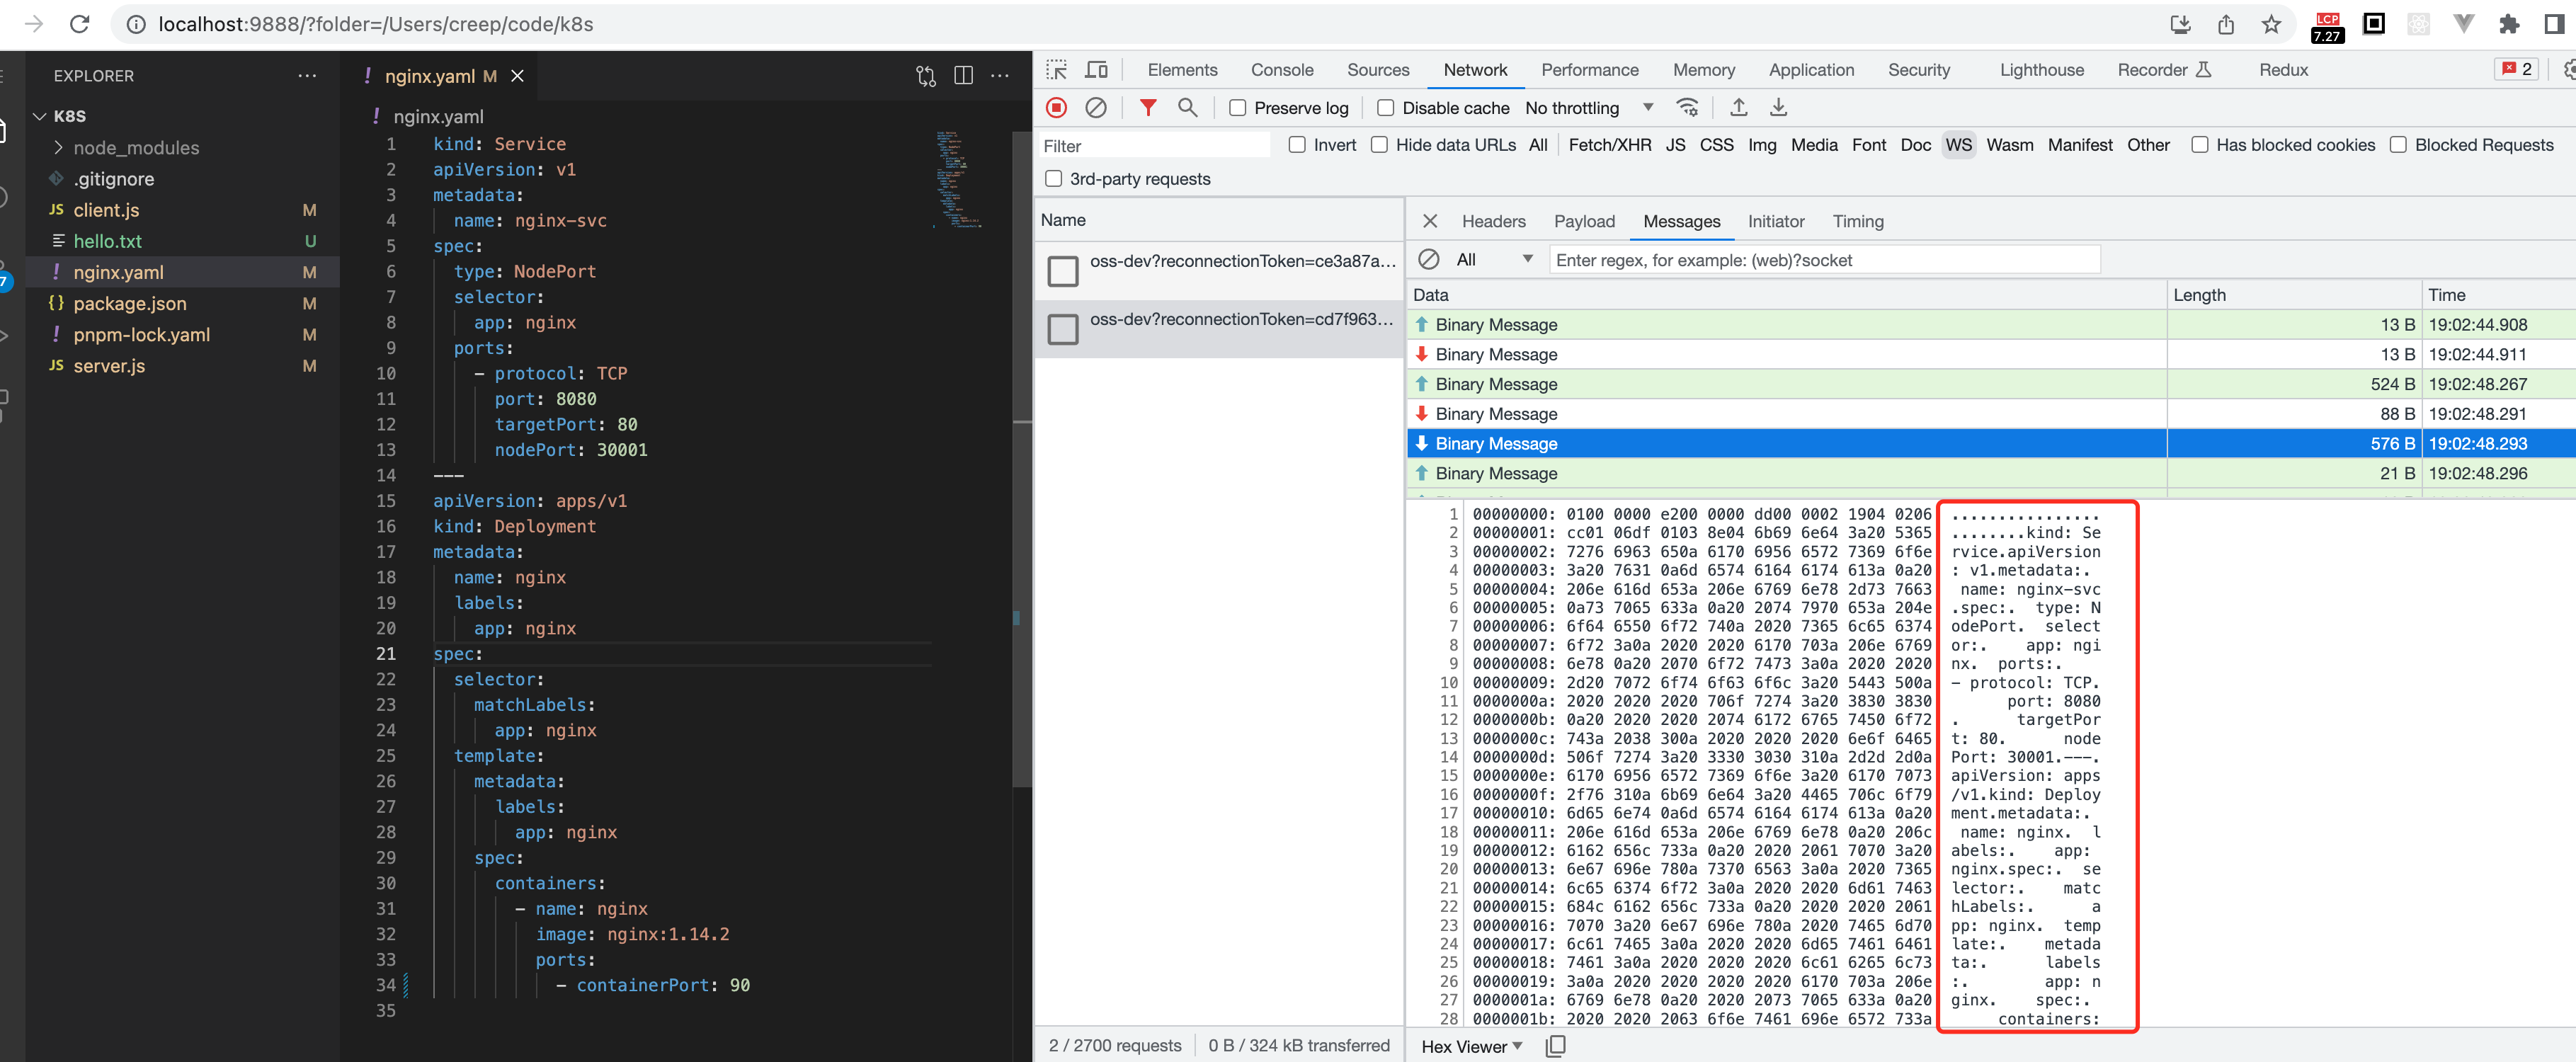 localhost:9888/?folder=/Users/creep/code/k8s
LCP
7.27
EXPLORER
K8S
node_modules
.gitignore
JS client.js M
hello.txt U
! nginx.yaml M
{} package.json M
! pnpm-lock.yaml M
JS server.js M
7
! nginx.yaml M
! nginx.yaml
1 kind: Service
2 apiVersion: v1
3 metadata:
4   name: nginx-svc
5 spec:
6   type: NodePort
7   selector:
8     app: nginx
9   ports:
10     - protocol: TCP
11       port: 8080
12       targetPort: 80
13       nodePort: 30001
14 ---
15 apiVersion: apps/v1
16 kind: Deployment
17 metadata:
18   name: nginx
19   labels:
20     app: nginx
21 spec:
22   selector:
23     matchLabels:
24       app: nginx
25   template:
26     metadata:
27       labels:
28         app: nginx
29     spec:
30       containers:
31         - name: nginx
32           image: nginx:1.14.2
33           ports:
34             - containerPort: 90
35
Elements Console Sources Network Performance Memory Application Security Lighthouse Recorder Redux 2
Preserve log Disable cache No throttling
Filter Invert Hide data URLs All Fetch/XHR JS CSS Img Media Font Doc WS Wasm Manifest Other Has blocked cookies Blocked Requests
3rd-party requests
Name
oss-dev?reconnectionToken=ce3a87a...
oss-dev?reconnectionToken=cd7f963...
2 / 2700 requests 0 B / 324 kB transferred
Headers Payload Messages Initiator Timing
All Enter regex, for example: (web)?socket
Data Length Time
Binary Message 13 B 19:02:44.908
Binary Message 13 B 19:02:44.911
Binary Message 524 B 19:02:48.267
Binary Message 88 B 19:02:48.291
Binary Message 576 B 19:02:48.293
Binary Message 21 B 19:02:48.296
1 00000000: 0100 0000 e200 0000 dd00 0002 1904 0206 ................
2 00000001: cc01 06df 0103 8e04 6b69 6e64 3a20 5365 ........kind: Se
3 00000002: 7276 6963 650a 6170 6956 6572 7369 6f6e rvice.apiVersion
4 00000003: 3a20 7631 0a6d 6574 6164 6174 613a 0a20 : v1.metadata:.
5 00000004: 206e 616d 653a 206e 6769 6e78 2d73 7663  name: nginx-svc
6 00000005: 0a73 7065 633a 0a20 2074 7970 653a 204e .spec:.  type: N
7 00000006: 6f64 6550 6f72 740a 2020 7365 6c65 6374 odePort.  select
8 00000007: 6f72 3a0a 2020 2020 6170 703a 206e 6769 or:.    app: ngi
9 00000008: 6e78 0a20 2070 6f72 7473 3a0a 2020 2020 nx.  ports:.
10 00000009: 2d20 7072 6f74 6f63 6f6c 3a20 5443 500a - protocol: TCP.
11 0000000a: 2020 2020 2020 706f 7274 3a20 3830 3830       port: 8080
12 0000000b: 0a20 2020 2020 2074 6172 6765 7450 6f72 .      targetPor
13 0000000c: 743a 2038 300a 2020 2020 2020 6e6f 6465 t: 80.      node
14 0000000d: 506f 7274 3a20 3330 3030 310a 2d2d 2d0a Port: 30001.---.
15 0000000e: 6170 6956 6572 7369 6f6e 3a20 6170 7073 apiVersion: apps
16 0000000f: 2f76 310a 6b69 6e64 3a20 4465 706c 6f79 /v1.kind: Deploy
17 00000010: 6d65 6e74 0a6d 6574 6164 6174 613a 0a20 ment.metadata:.
18 00000011: 206e 616d 653a 206e 6769 6e78 0a20 206c  name: nginx.  l
19 00000012: 6162 656c 733a 0a20 2020 2061 7070 3a20 abels:.    app:
20 00000013: 6e67 696e 780a 7370 6563 3a0a 2020 7365 nginx.spec:.  se
21 00000014: 6c65 6374 6f72 3a0a 2020 2020 6d61 7463 lector:.    matc
22 00000015: 684c 6162 656c 733a 0a20 2020 2020 2061 hLabels:.      a
23 00000016: 7070 3a20 6e67 696e 780a 2020 7465 6d70 pp: nginx.  temp
24 00000017: 6c61 7465 3a0a 2020 2020 6d65 7461 6461 late:.    metada
25 00000018: 7461 3a0a 2020 2020 2020 6c61 6265 6c73 ta:.      labels
26 00000019: 3a0a 2020 2020 2020 2020 6170 703a 206e :.        app: n
27 0000001a: 6769 6e78 0a20 2020 2073 7065 633a 0a20 ginx.    spec:.
28 0000001b: 2020 2020 2063 6f6e 7461 696e 6572 733a      containers:
Hex Viewer